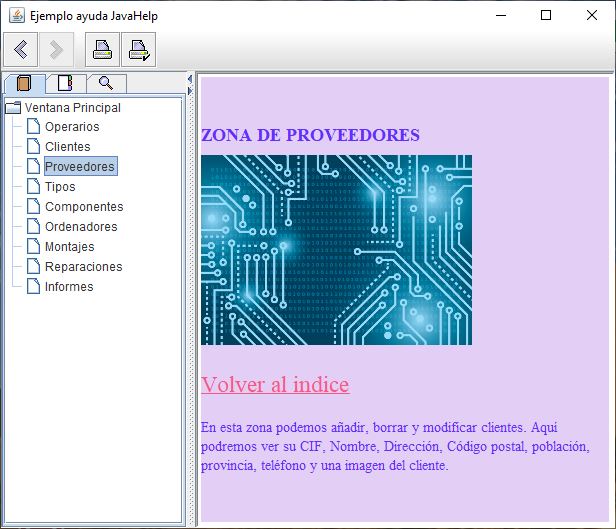 Ejemplo ayuda JavaHelp
Ventana Principal
Operarios
Clientes
Proveedores
Tipos
Componentes
Ordenadores
Montajes
Reparaciones
Informes
ZONA DE PROVEEDORES
Volver al indice
En esta zona podemos añadir, borrar y modificar clientes. Aqui
podremos ver su CIF, Nombre, Dirección, Código postal, población,
provincia, teléfono y una imagen del cliente.